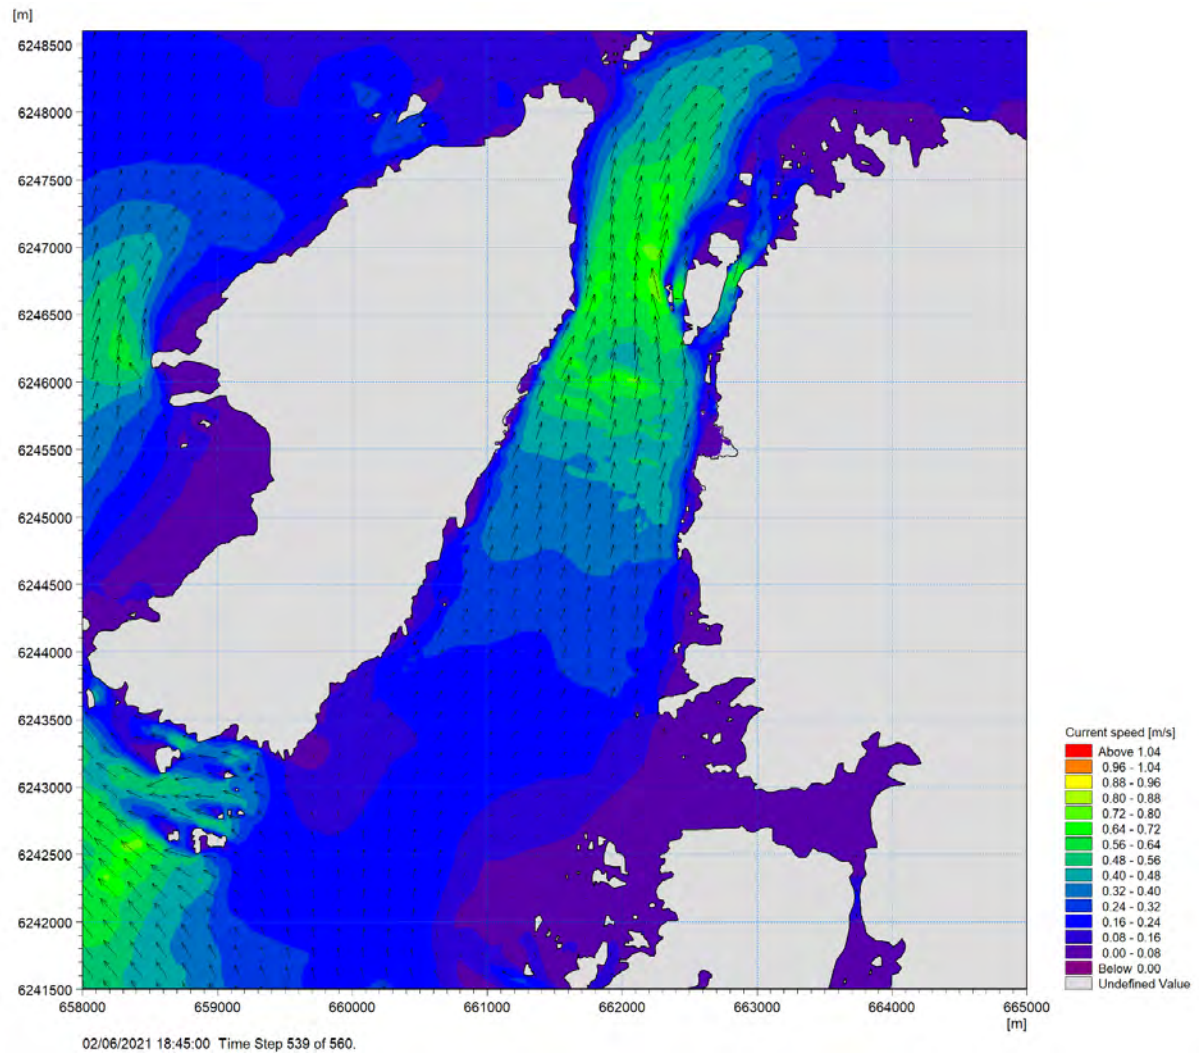 [m]
6248500
6248000
6247500
6247000
6246500
6246000
6245500
6245000
6244500
6244000
6243500
6243000
6242500
6242000
6241500
658000 659000 660000 661000 662000 663000 664000 665000
[m]
Current speed [m/s]
Above 1.04
0.96 - 1.04
0.88 - 0.96
0.80 - 0.88
0.72 - 0.80
0.64 - 0.72
0.56 - 0.64
0.48 - 0.56
0.40 - 0.48
0.32 - 0.40
0.24 - 0.32
0.16 - 0.24
0.08 - 0.16
0.00 - 0.08
Below 0.00
Undefined Value
02/06/2021 18:45:00 Time Step 539 of 560.